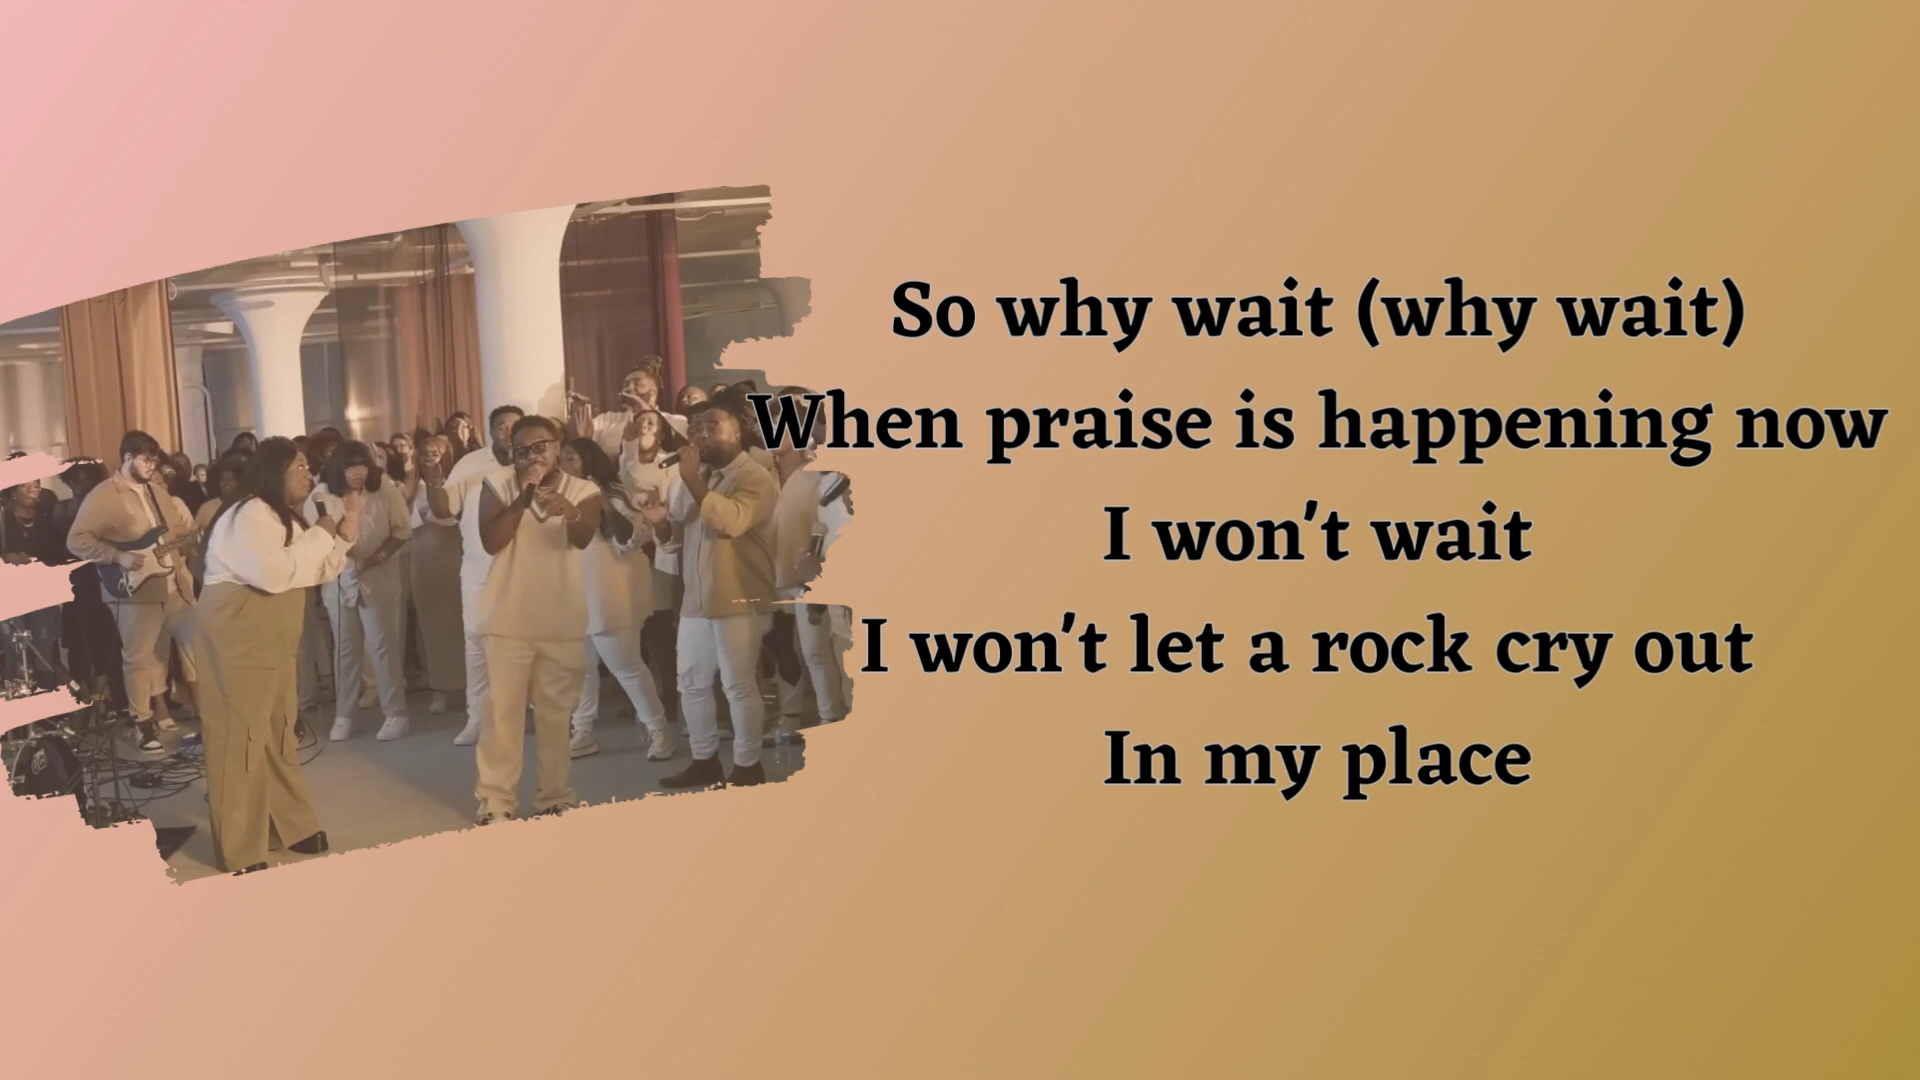 So why wait (why wait)
When praise is happening now
I won't wait
I won't let a rock cry out
In my place